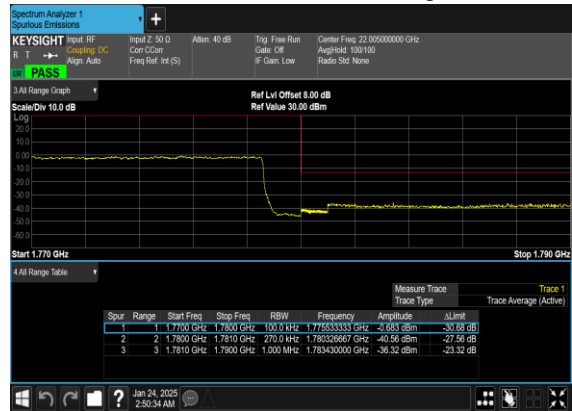 Spectrum Analyzer 1
Spurious Emissions
+
KEYSIGHT Input: RF Input Z: 50 Ω Atten: 40 dB Trig: Free Run Center Freq: 22.005000000 GHz
R T Coupling: DC Corr CCorr Gate: Off Avg|Hold: 100/100
Align: Auto Freq Ref: Int (S) IF Gain: Low Radio Std: None
PASS
3 All Range Graph
Ref Lvl Offset 8.00 dB
Scale/Div 10.0 dB Ref Value 30.00 dBm
Log
20.0
10.0
0.00
-10.0
-20.0
-30.0
-40.0
-50.0
-60.0
Start 1.770 GHz Stop 1.790 GHz
4 All Range Table
Measure Trace Trace 1
Trace Type Trace Average (Active)
Spur Range Start Freq Stop Freq RBW Frequency Amplitude ΔLimit
1 1 1.7700 GHz 1.7800 GHz 100.0 kHz 1.775533333 GHz -0.683 dBm -30.68 dB
2 2 1.7800 GHz 1.7810 GHz 270.0 kHz 1.780326667 GHz -40.56 dBm -27.56 dB
3 3 1.7810 GHz 1.7900 GHz 1.000 MHz 1.783430000 GHz -36.32 dBm -23.32 dB
? Jan 24, 2025
2:50:34 AM